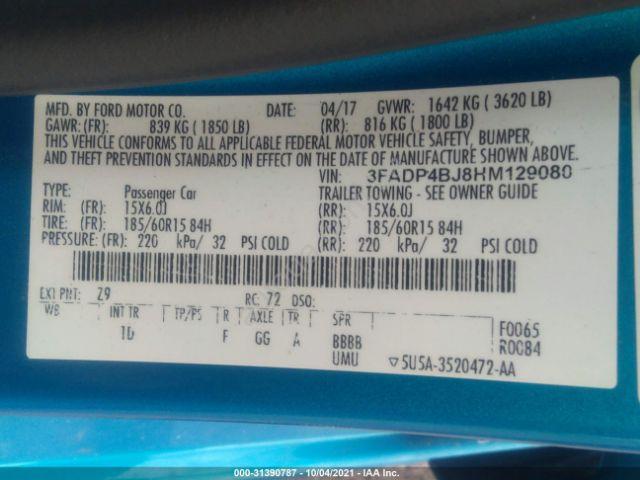 MFD. BY FORD MOTOR CO. DATE: 04/17 GVWR: 1642 KG ( 3620 LB)
GAWR: (FR): 839 KG ( 1850 LB) (RR): 816 KG ( 1800 LB)
THIS VEHICLE CONFORMS TO ALL APPLICABLE FEDERAL MOTOR VEHICLE SAFETY, BUMPER,
AND THEFT PREVENTION STANDARDS IN EFFECT ON THE DATE OF MANUFACTURE SHOWN ABOVE.
VIN: 3FADP4BJ8HM129080
TYPE: Passenger Car TRAILER TOWING - SEE OWNER GUIDE
RIM: (FR): 15X6.0J (RR): 15X6.0J
TIRE: (FR): 185/60R15 84H (RR): 185/60R15 84H
PRESSURE: (FR): 220 kPa/ 32 PSI COLD (RR): 220 kPa/ 32 PSI COLD
EXT PNT: Z9 RC: 72 DSO:
WB INT TR TP/PS R AXLE TR SPR F0065
F GG A BBBB R0084
UMU 5U5A-3520472-AA
000-31390787 - 10/04/2021 - IAA Inc.